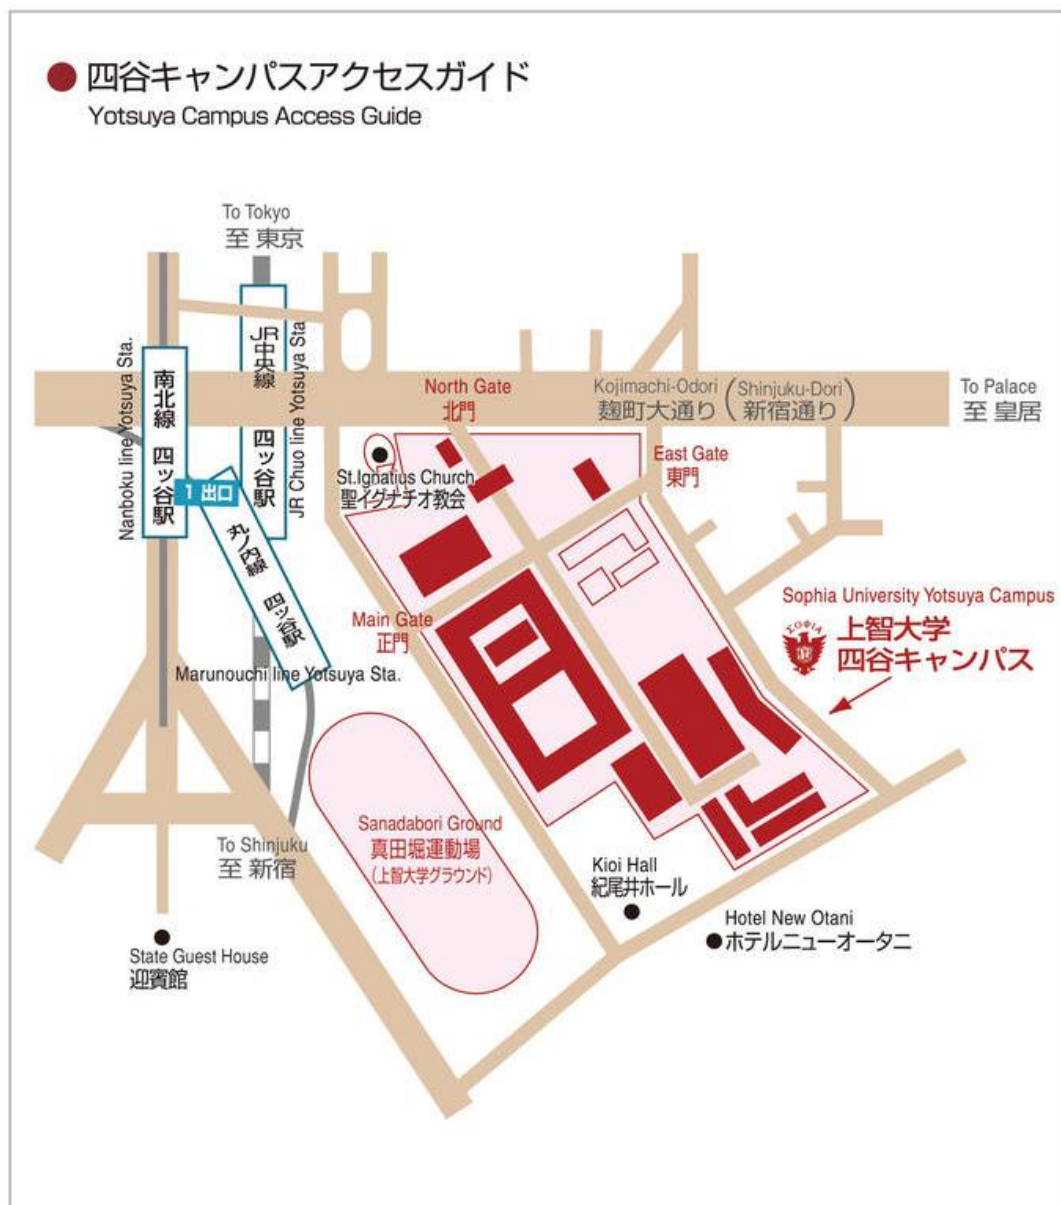 四谷キャンパスアクセスガイド
Yotsuya Campus Access Guide
To Tokyo
至 東京
Nanboku line Yotsuya Sta.
南北線 四ッ谷駅
JR中央線 四ッ谷駅
JR Chuo line Yotsuya Sta
1 出口
丸ノ内線 四ッ谷駅
Marunouchi line Yotsuya Sta.
North Gate
北門
Kojimachi-Odori (Shinjuku-Dori)
麹町大通り(新宿通り)
To Palace
至 皇居
St.Ignatius Church
聖イグナチオ教会
East Gate
東門
Main Gate
正門
Sophia University Yotsuya Campus
ΣΟΦΙΑ
上智大学
四谷キャンパス
To Shinjuku
至 新宿
Sanadabori Ground
真田堀運動場
(上智大学グラウンド)
Kioi Hall
紀尾井ホール
Hotel New Otani
ホテルニューオータニ
State Guest House
迎賓館